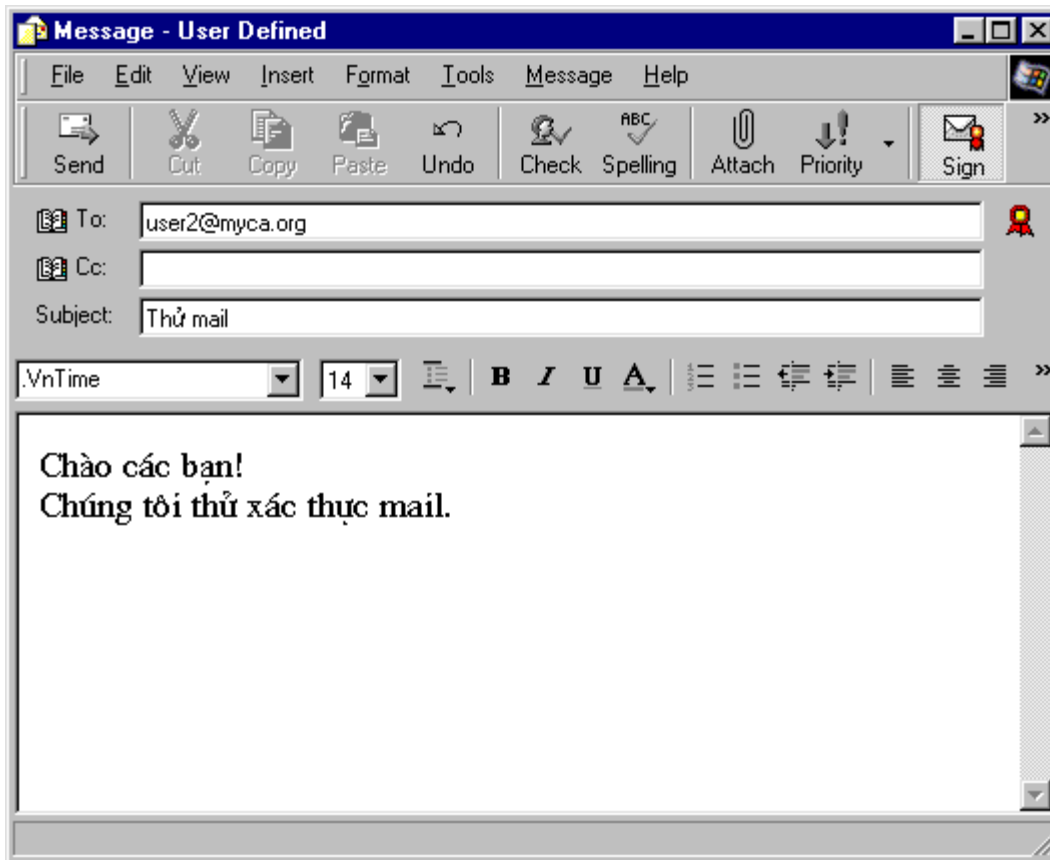 Message - User Defined
File Edit View Insert Format Tools Message Help
ABC
Send Cut Copy Paste Undo Check Spelling Attach Priority Sign
To: user2@myca.org
Cc:
Subject: Thử mail
.VnTime 14 B I U A
Chào các bạn!
Chúng tôi thử xác thực mail.